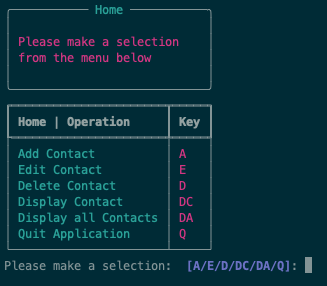 Home
Please make a selection
from the menu below
Home | Operation Key
Add Contact A
Edit Contact E
Delete Contact D
Display Contact DC
Display all Contacts DA
Quit Application Q
Please make a selection: [A/E/D/DC/DA/Q]: